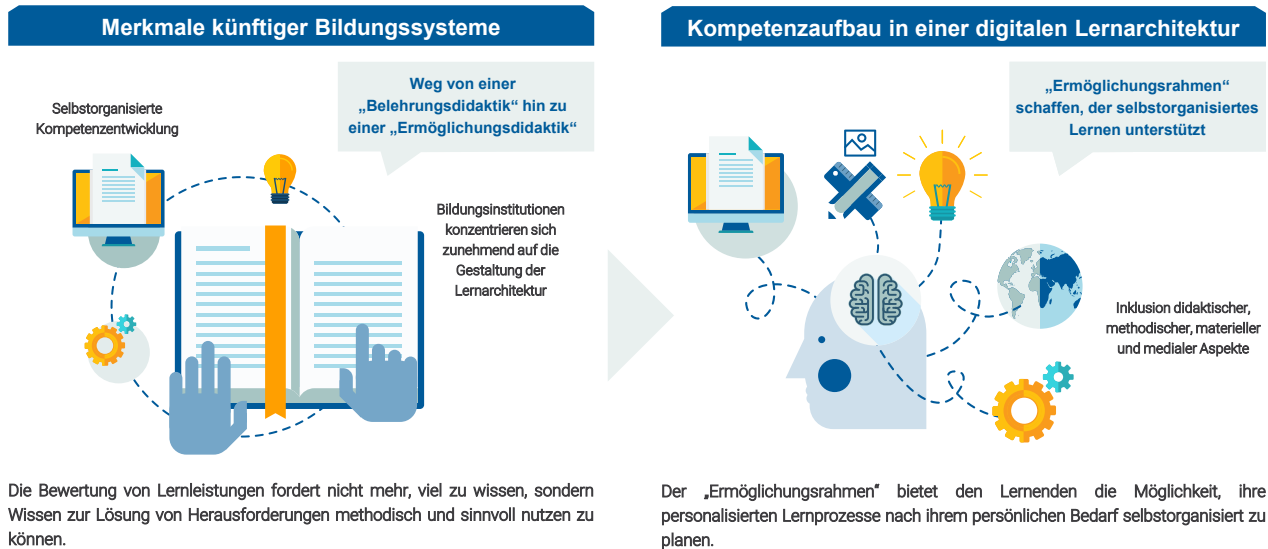 Merkmale künftiger Bildungssysteme
Selbstorganisierte
Kompetenzentwicklung
Weg von einer
„Belehrungsdidaktik“ hin zu
einer „Ermöglichungsdidaktik“
Bildungsinstitutionen
konzentrieren sich
zunehmend auf die
Gestaltung der
Lernarchitektur
Die Bewertung von Lernleistungen fordert nicht mehr, viel zu wissen, sondern
Wissen zur Lösung von Herausforderungen methodisch und sinnvoll nutzen zu
können.
Kompetenzaufbau in einer digitalen Lernarchitektur
„Ermöglichungsrahmen“
schaffen, der selbstorganisiertes
Lernen unterstützt
Inklusion didaktischer,
methodischer, materieller
und medialer Aspekte
Der „Ermöglichungsrahmen“ bietet den Lernenden die Möglichkeit, ihre
personalisierten Lernprozesse nach ihrem persönlichen Bedarf selbstorganisiert zu
planen.